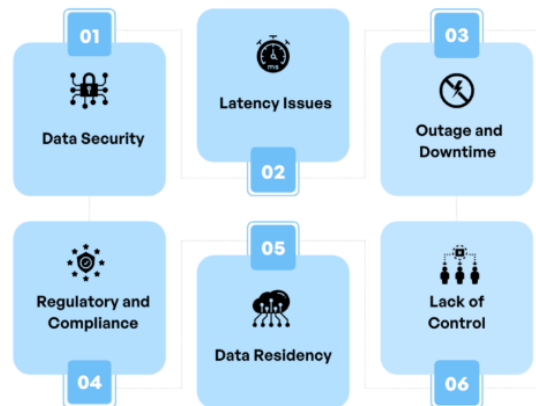 01
Data Security
ms
Latency Issues
02
03
Outage and
Downtime
Regulatory and
Compliance
04
05
Data Residency
Lack of
Control
06